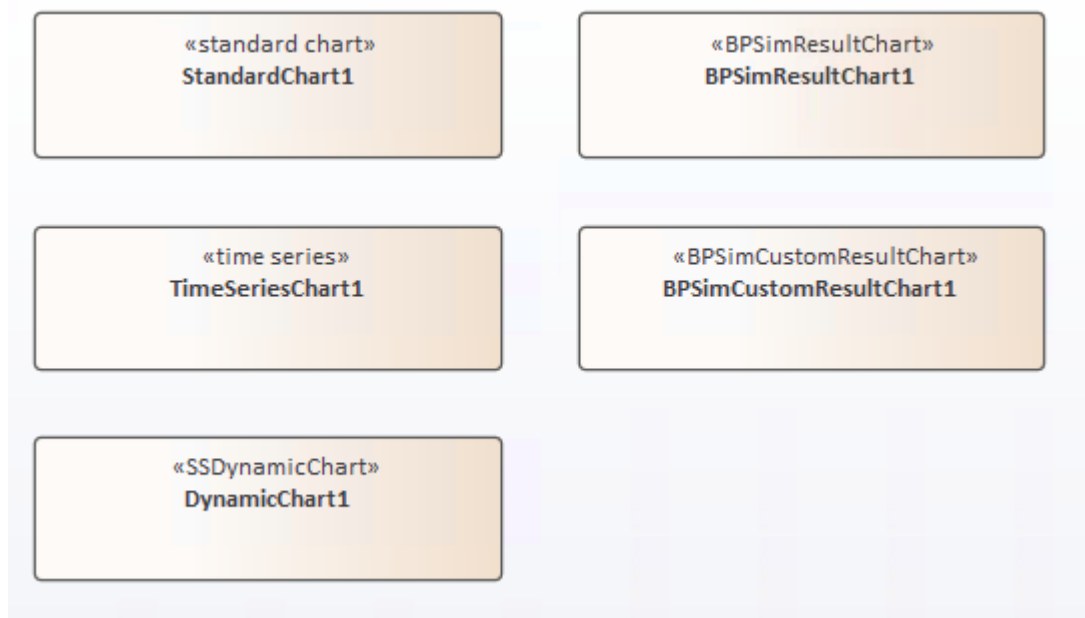 «standard chart»
StandardChart1
«BPSimResultChart»
BPSimResultChart1
«time series»
TimeSeriesChart1
«BPSimCustomResultChart»
BPSimCustomResultChart1
«SSDynamicChart»
DynamicChart1